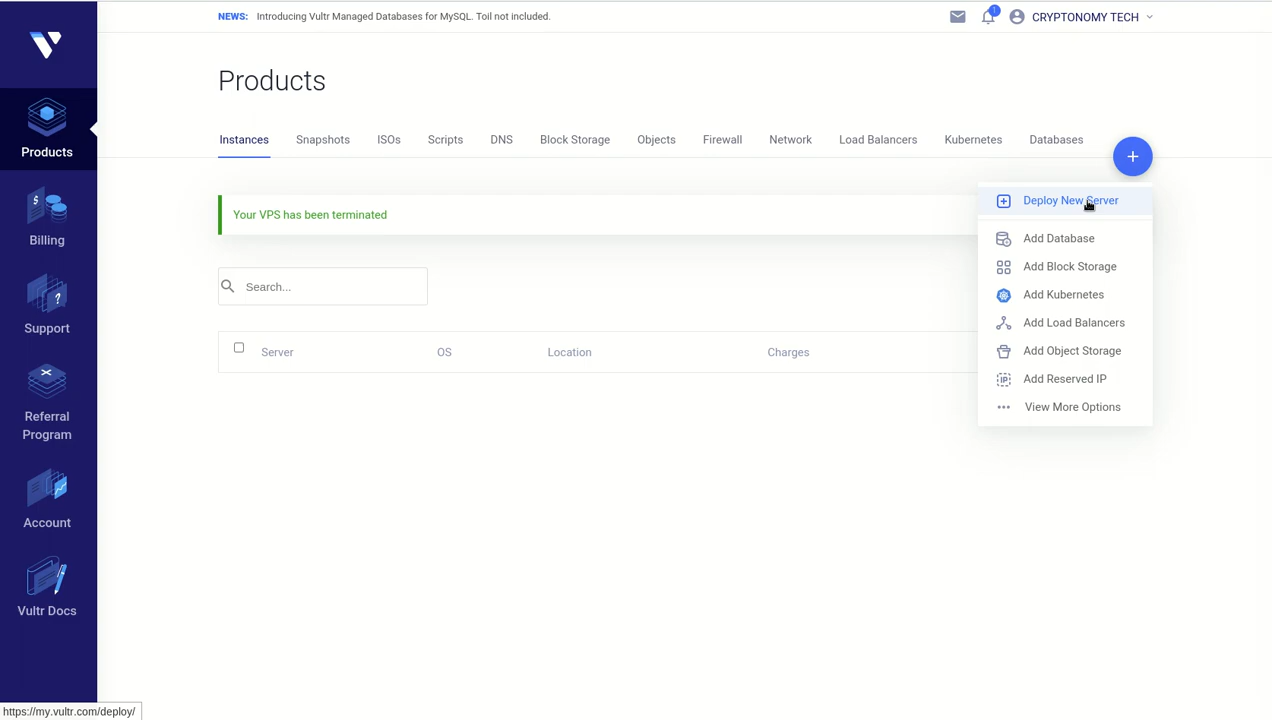 NEWS: Introducing Vultr Managed Databases for MySQL. Toil not included.
1
CRYPTONOMY TECH
Products
Billing
Support
Referral
Program
Account
Vultr Docs
Products
Instances Snapshots ISOs Scripts DNS Block Storage Objects Firewall Network Load Balancers Kubernetes Databases
+
Your VPS has been terminated
Search...
Server OS Location Charges
Deploy New Server
Add Database
Add Block Storage
Add Kubernetes
Add Load Balancers
Add Object Storage
IP Add Reserved IP
View More Options
https://my.vultr.com/deploy/